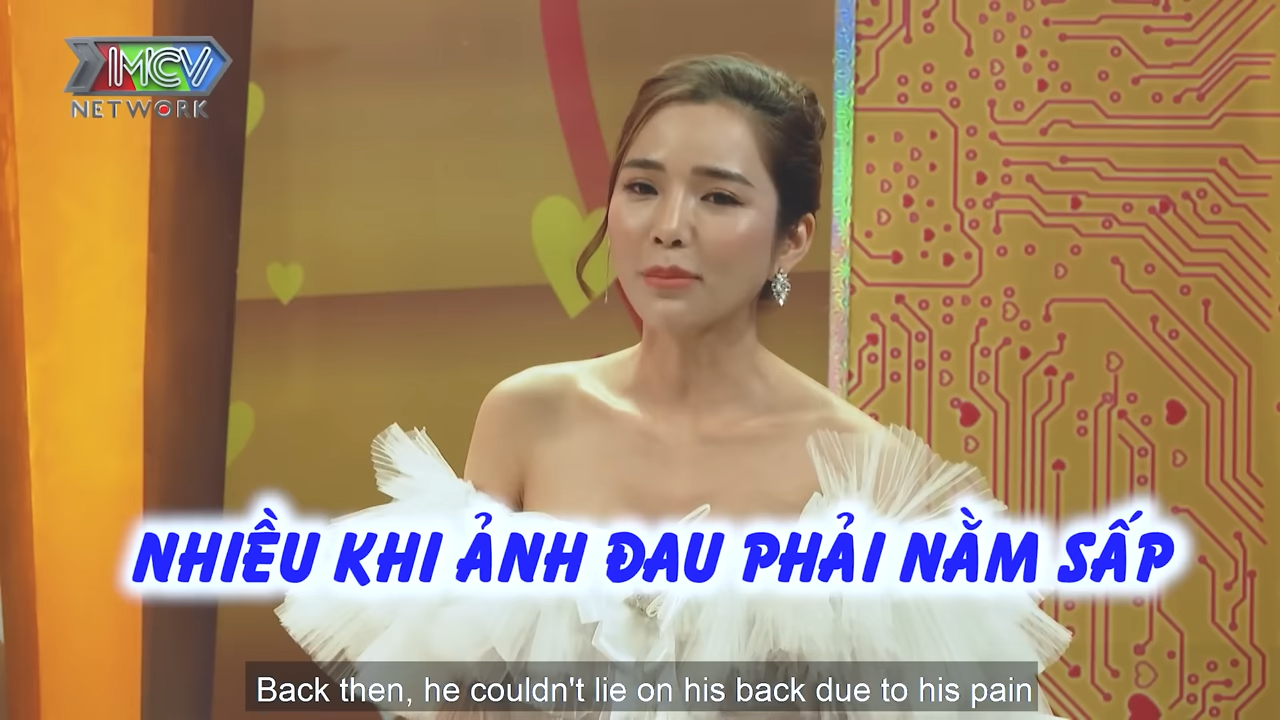 MCV
NETWORK
NHIỀU KHI ẢNH ĐAU PHẢI NẰM SẤP
Back then, he couldn't lie on his back due to his pain